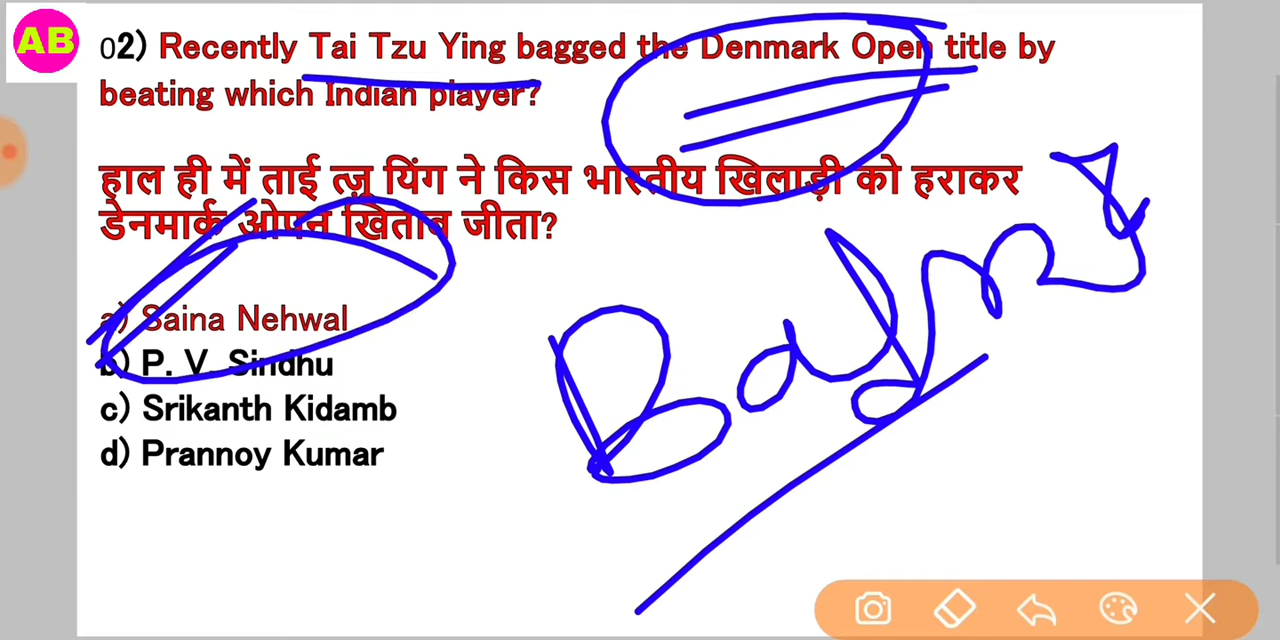 AB
02) Recently Tai Tzu Ying bagged the Denmark Open title by
beating which Indian player?
हाल ही में ताई त्ज़ु यिंग ने किस भारतीय खिलाड़ी को हराकर
डेनमार्क ओपन खिताब जीता?
a) Saina Nehwal
b) P. V. Sindhu
c) Srikanth Kidamb
d) Prannoy Kumar